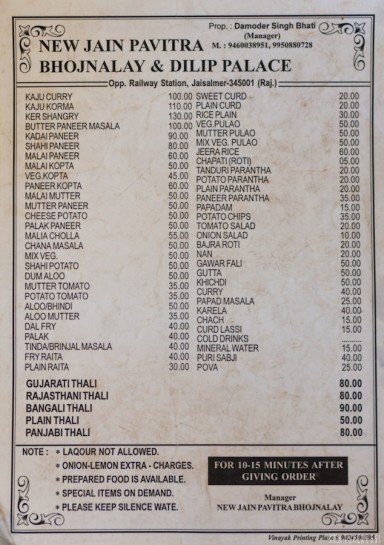 Prop. : Damoder Singh Bhati
(Manager)
NEW JAIN PAVITRA M. : 9460038951, 9950880728
BHOJNALAY & DILIP PALACE
Opp. Railway Station, Jaisalmer-345001 (Raj.)
KAJU CURRY 100.00
KAJU KORMA 110.00
KER SHANGRY 130.00
BUTTER PANEER MASALA 100.00
KADAI PANEER 90.00
SHAHI PANEER 80.00
MALAI PANEER 60.00
MALAI KOPTA 50.00
VEG.KOPTA 45.00
PANEER KOPTA 60.00
MALAI MUTTER 50.00
MUTTER PANEER 50.00
CHEESE POTATO 50.00
PALAK PANEER 50.00
MALIA CHOLLA 55.00
CHANA MASALA 50.00
MIX VEG. 50.00
SHAHI POTATO 50.00
DUM ALOO 50.00
MUTTER TOMATO 35.00
POTATO TOMATO 35.00
ALOO/BHINDI 50.00
ALOO MUTTER 35.00
DAL FRY 40.00
PALAK 40.00
TINDA/BRINJAL MASALA 40.00
FRY RAITA 40.00
PLAIN RAITA 30.00
SWEET CURD 20.00
PLAIN CURD 20.00
RICE PLAIN 30.00
VEG.PULAO 50.00
MUTTER PULAO 50.00
MIX VEG. PULAO 50.00
JEERA RICE 60.00
CHAPATI (ROTI) 05.00
TANDURI PARANTHA 20.00
POTATO PARANTHA 20.00
PLAIN PARANTHA 20.00
PANEER PARANTHA 35.00
PAPADAM 15.00
POTATO CHIPS 35.00
TOMATO SALAD 20.00
ONION SALAD 10.00
BAJRA ROTI 20.00
NAN 20.00
GAWAR FALI 50.00
GUTTA 50.00
KHICHDI 50.00
CURRY 40.00
PAPAD MASALA 25.00
KARELA 40.00
CHACH 15.00
CURD LASSI 15.00
COLD DRINKS ..........
MINERAL WATER 15.00
PURI SABJI 40.00
POVA 25.00
GUJARATI THALI 80.00
RAJASTHANI THALI 80.00
BANGALI THALI 90.00
PLAIN THALI 50.00
PANJABI THALI 80.00
NOTE : * LAQOUR NOT ALLOWED.
* ONION-LEMON EXTRA - CHARGES.
* PREPARED FOOD IS AVAILABLE.
* SPECIAL ITEMS ON DEMAND.
* PLEASE KEEP SILENCE WATE.
FOR 10-15 MINUTES AFTER
GIVING ORDER
Manager
NEW JAIN PAVITRA BHOJNALAY
Vinayak Printing Plaza